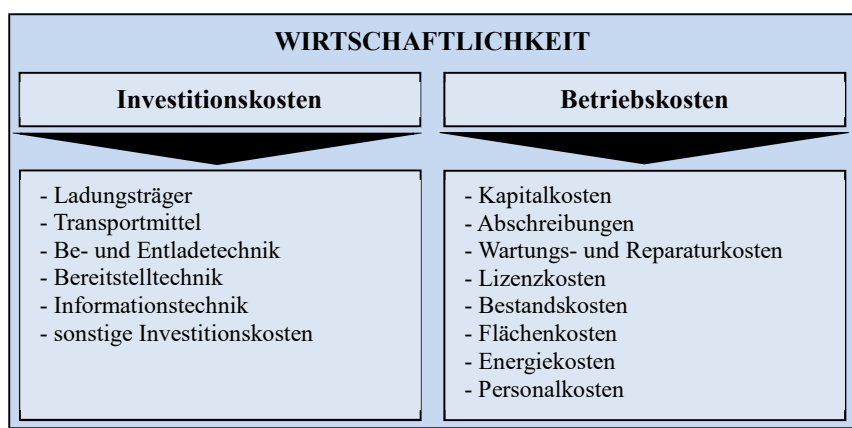 WIRTSCHAFTLICHKEIT
Investitionskosten
- Ladungsträger
- Transportmittel
- Be- und Entladetechnik
- Bereitstelltechnik
- Informationstechnik
- sonstige Investitionskosten
Betriebskosten
- Kapitalkosten
- Abschreibungen
- Wartungs- und Reparaturkosten
- Lizenzkosten
- Bestandskosten
- Flächenkosten
- Energiekosten
- Personalkosten